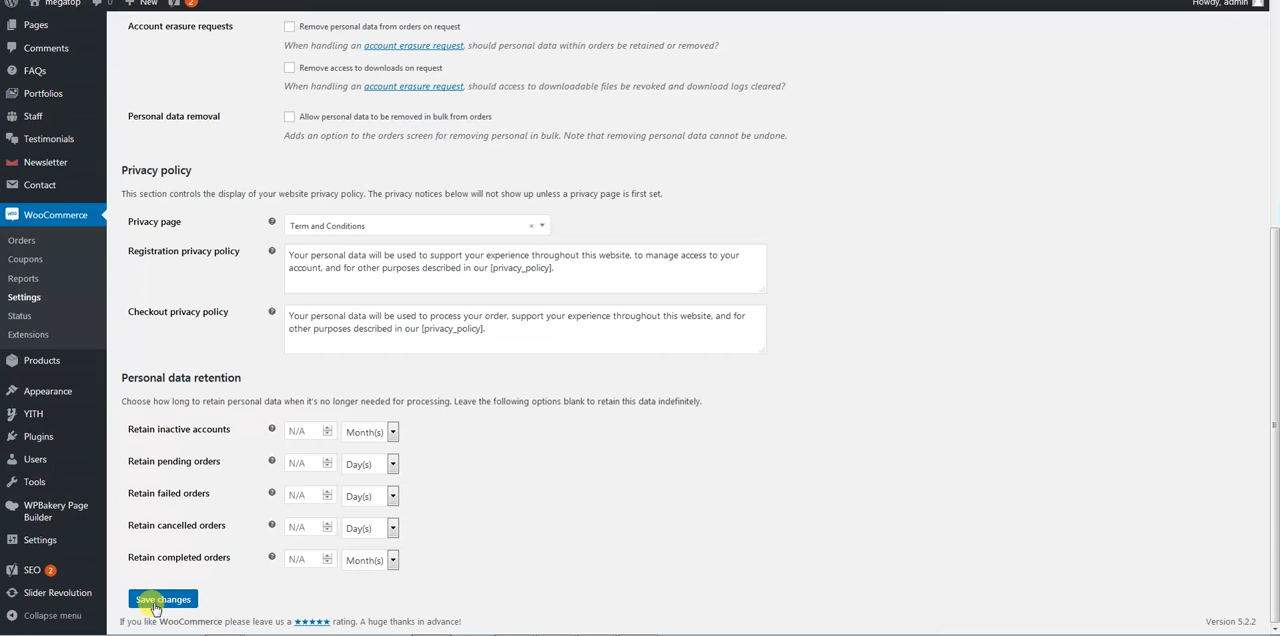 megatop 0 New 2 Howdy, admin
Pages
Comments
FAQs
Portfolios
Staff
Testimonials
Newsletter
Contact
WooCommerce
Orders
Coupons
Reports
Settings
Status
Extensions
Products
Appearance
YITH
Plugins
Users
Tools
WPBakery Page
Builder
Settings
SEO 2
Slider Revolution
Collapse menu
Account erasure requests
Remove personal data from orders on request
When handling an account erasure request, should personal data within orders be retained or removed?
Remove access to downloads on request
When handling an account erasure request, should access to downloadable files be revoked and download logs cleared?
Personal data removal
Allow personal data to be removed in bulk from orders
Adds an option to the orders screen for removing personal in bulk. Note that removing personal data cannot be undone.
Privacy policy
This section controls the display of your website privacy policy. The privacy notices below will not show up unless a privacy page is first set.
Privacy page
Term and Conditions ×
Registration privacy policy
Your personal data will be used to support your experience throughout this website, to manage access to your
account, and for other purposes described in our [privacy_policy].
Checkout privacy policy
Your personal data will be used to process your order, support your experience throughout this website, and for
other purposes described in our [privacy_policy].
Personal data retention
Choose how long to retain personal data when it's no longer needed for processing. Leave the following options blank to retain this data indefinitely.
Retain inactive accounts N/A Month(s)
Retain pending orders N/A Day(s)
Retain failed orders N/A Day(s)
Retain cancelled orders N/A Day(s)
Retain completed orders N/A Month(s)
Save changes
If you like WooCommerce please leave us a ★★★★★ rating. A huge thanks in advance!
Version 5.2.2